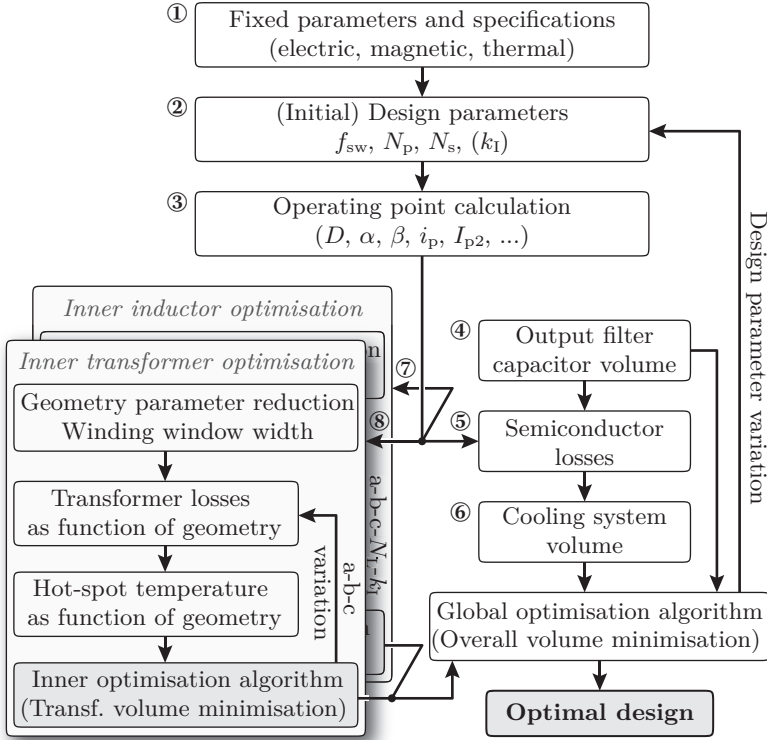 ①
Fixed parameters and specifications
(electric, magnetic, thermal)
②
(Initial) Design parameters
f_sw, N_p, N_s, (k_I)
③
Operating point calculation
(D, α, β, i_p, I_p2, ...)
Inner inductor optimisation
Inner transformer optimisation
⑦
Geometry parameter reduction
Winding window width
⑧
Transformer losses
as function of geometry
Hot-spot temperature
as function of geometry
a-b-c
variation
a-b-c-N_L-k_I
Inner optimisation algorithm
(Transf. volume minimisation)
④
Output filter
capacitor volume
⑤
Semiconductor
losses
⑥
Cooling system
volume
Global optimisation algorithm
(Overall volume minimisation)
Optimal design
Design parameter variation